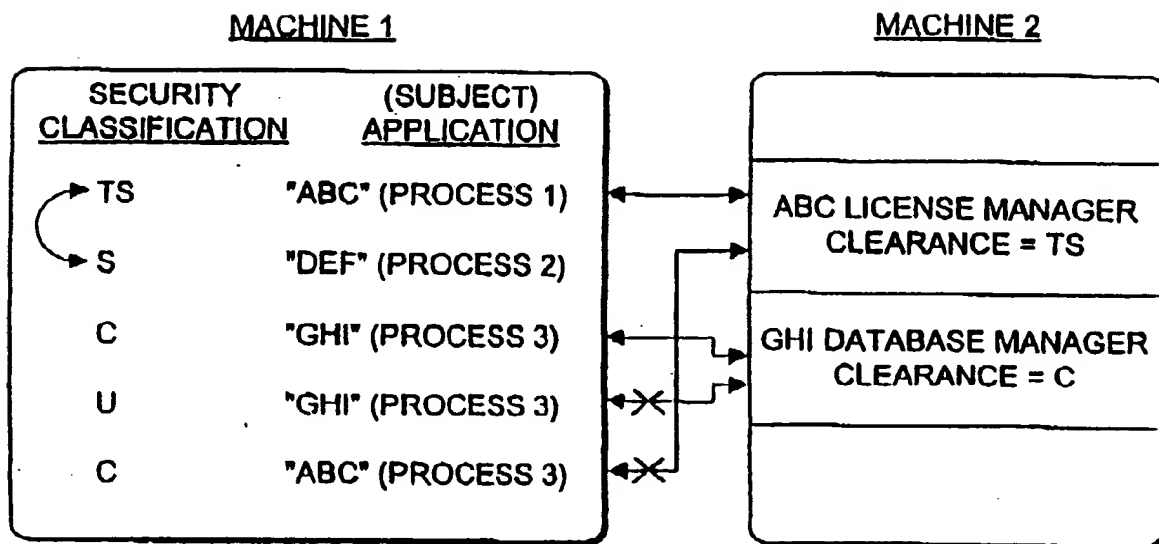 MACHINE 1
MACHINE 2
SECURITY CLASSIFICATION
(SUBJECT) APPLICATION
TS "ABC" (PROCESS 1)
S "DEF" (PROCESS 2)
C "GHI" (PROCESS 3)
U "GHI" (PROCESS 3)
C "ABC" (PROCESS 3)
ABC LICENSE MANAGER
CLEARANCE = TS
GHI DATABASE MANAGER
CLEARANCE = C